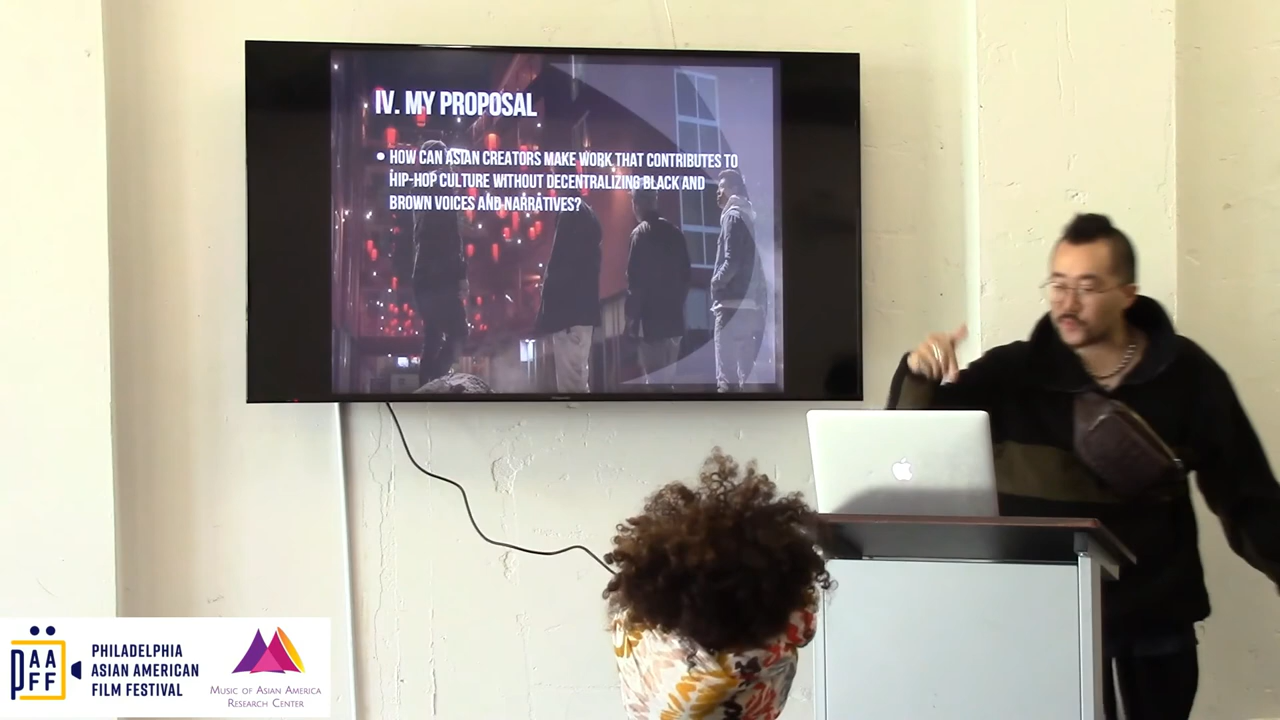 IV. MY PROPOSAL
• HOW CAN ASIAN CREATORS MAKE WORK THAT CONTRIBUTES TO
HIP-HOP CULTURE WITHOUT DECENTRALIZING BLACK AND
BROWN VOICES AND NARRATIVES?
PAAFF
PHILADELPHIA
ASIAN AMERICAN
FILM FESTIVAL
MUSIC OF ASIAN AMERICA
RESEARCH CENTER